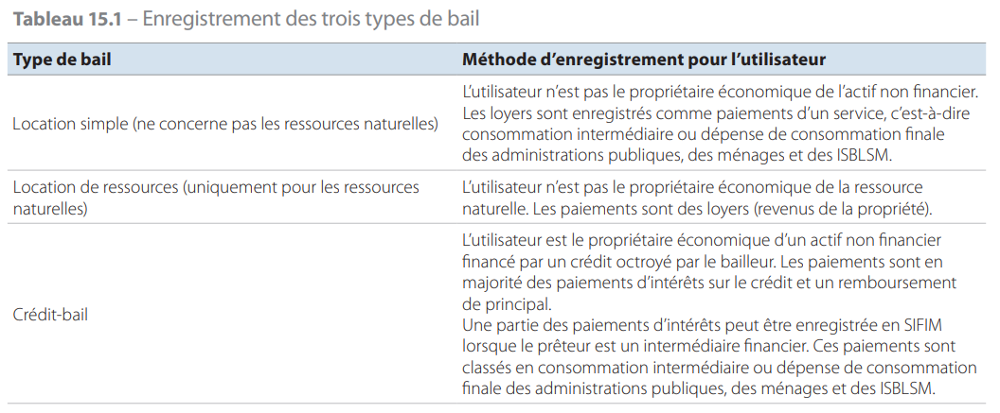 Tableau 15.1 – Enregistrement des trois types de bail
Type de bail
Méthode d’enregistrement pour l’utilisateur
Location simple (ne concerne pas les ressources naturelles)
L’utilisateur n’est pas le propriétaire économique de l’actif non financier.
Les loyers sont enregistrés comme paiements d’un service, c’est-à-dire
consommation intermédiaire ou dépense de consommation finale
des administrations publiques, des ménages et des ISBLSM.
Location de ressources (uniquement pour les ressources
naturelles)
L’utilisateur n’est pas le propriétaire économique de la ressource
naturelle. Les paiements sont des loyers (revenus de la propriété).
Crédit-bail
L’utilisateur est le propriétaire économique d’un actif non financier
financé par un crédit octroyé par le bailleur. Les paiements sont en
majorité des paiements d’intérêts sur le crédit et un remboursement
de principal.
Une partie des paiements d’intérêts peut être enregistrée en SIFIM
lorsque le prêteur est un intermédiaire financier. Ces paiements sont
classés en consommation intermédiaire ou dépense de consommation
finale des administrations publiques, des ménages et des ISBLSM.